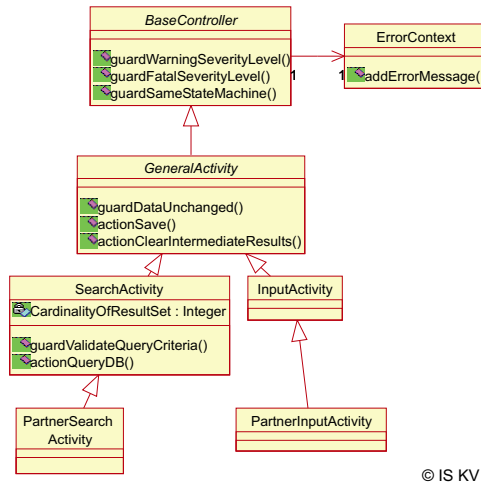 BaseController
guardWarningSeverityLevel()
guardFatalSeverityLevel()
guardSameStateMachine()
1
1
ErrorContext
addErrorMessage(
GeneralActivity
guardDataUnchanged()
actionSave()
actionClearIntermediateResults()
SearchActivity
CardinalityOfResultSet : Integer
guardValidateQueryCriteria()
actionQueryDB()
InputActivity
PartnerSearch
Activity
PartnerInputActivity
© IS KV